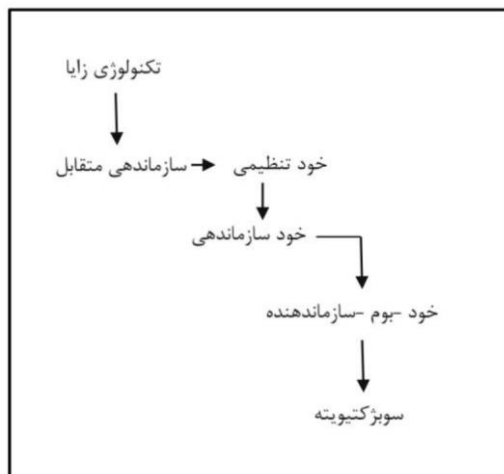 تکنولوژی زایا
سازماندهی متقابل
خود تنظیمی
خود سازماندهی
خود -بوم -سازماندهنده
سوبژکتیویته